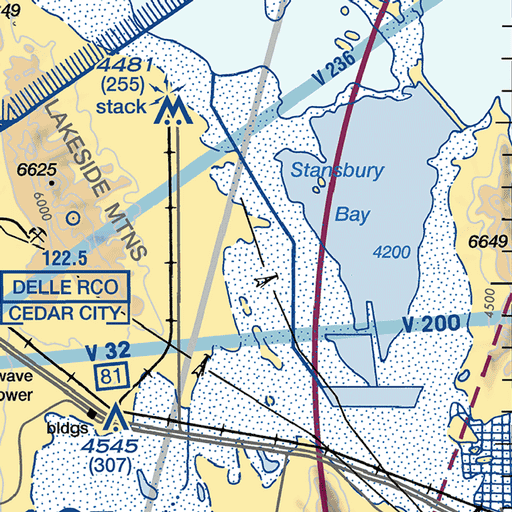 349
4481
(255)
stack
V 236
LAKESIDE MTNS
6625
6000
Stansbury
Bay
4200
6649
4500
122.5
DELLE RCO
CEDAR CITY
V 200
V 32
81
wave
ower
bldgs
4545
(307)